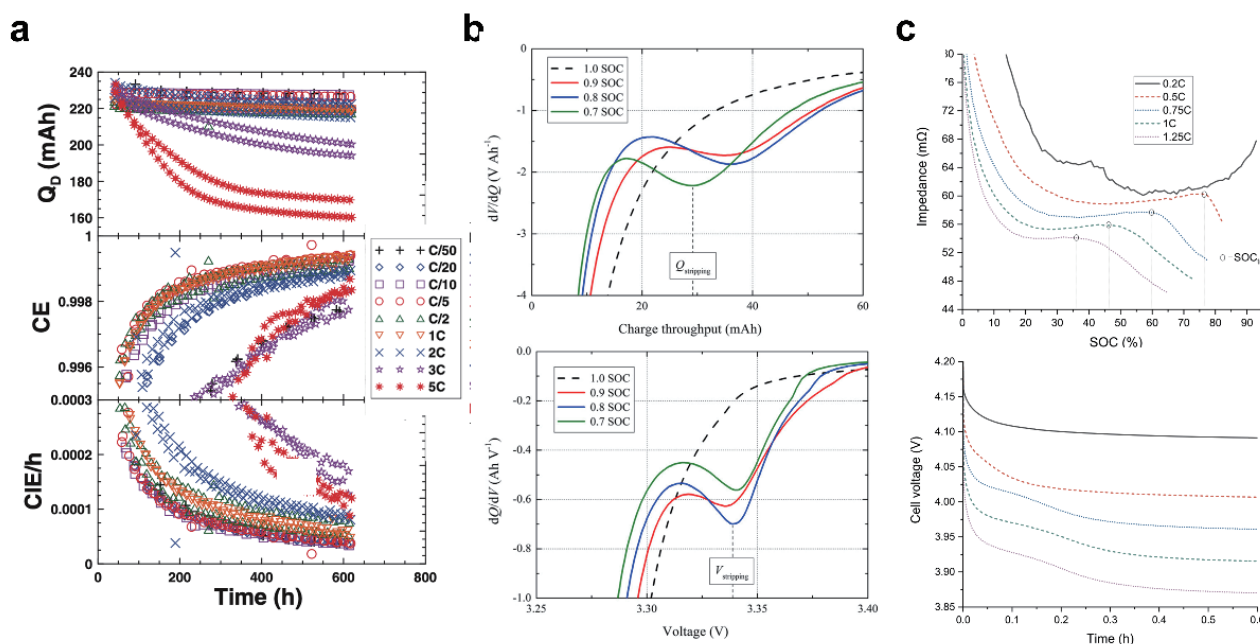 a
Q_D (mAh)
240
220
200
180
160
CE
1
0.998
0.996
CIE/h
0.0003
0.0002
0.0001
0
0
200
400
600
800
Time (h)
C/50
C/20
C/10
C/5
C/2
1C
2C
3C
5C
b
1.0 SOC
0.9 SOC
0.8 SOC
0.7 SOC
dV/dQ (V Ah⁻¹)
0
-1
-2
-3
-4
Q_stripping
0
20
40
60
Charge throughput (mAh)
1.0 SOC
0.9 SOC
0.8 SOC
0.7 SOC
dQ/dV (Ah V⁻¹)
0.0
-0.2
-0.4
-0.6
-0.8
-1.0
V_stripping
3.25
3.30
3.35
3.40
Voltage (V)
c
Impedance (mΩ)
80
76
72
68
64
60
56
52
48
44
0.2C
0.5C
0.75C
1C
1.25C
0
10
20
30
40
50
60
70
80
90
SOC (%)
Cell voltage (V)
4.20
4.15
4.10
4.05
4.00
3.95
3.90
3.85
0.0
0.1
0.2
0.3
0.4
0.5
Time (h)